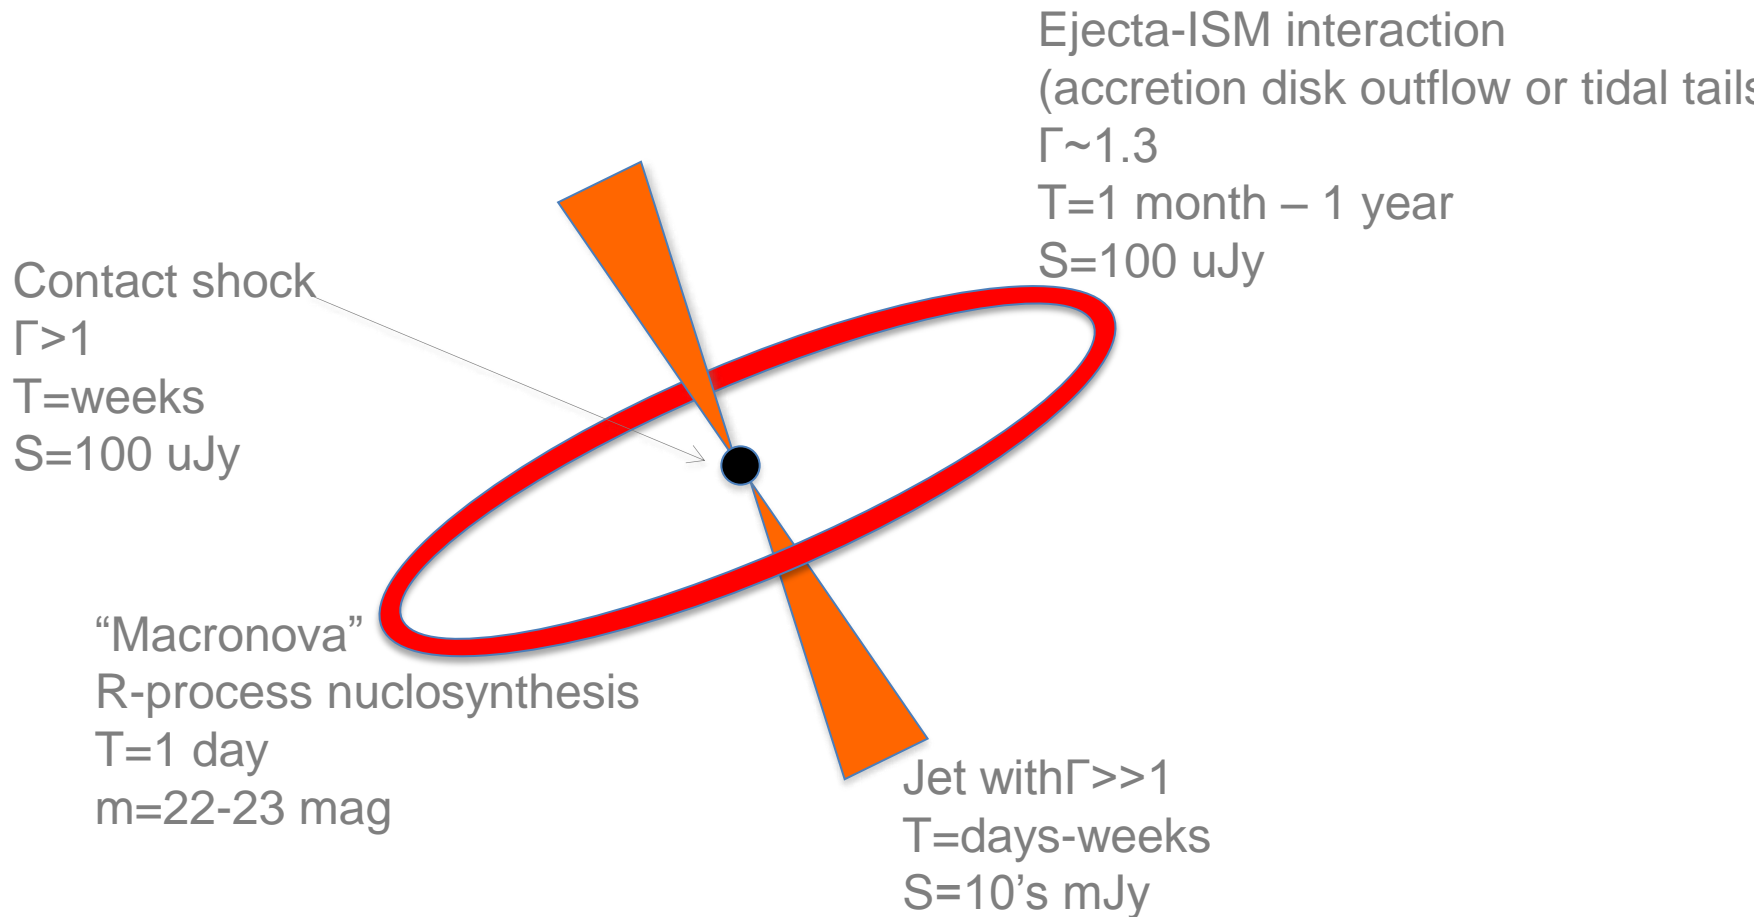 Ejecta-ISM interaction
(accretion disk outflow or tidal tails
Γ~1.3
T=1 month – 1 year
S=100 uJy
Contact shock
Γ>1
T=weeks
S=100 uJy
“Macronova”
R-process nuclosynthesis
T=1 day
m=22-23 mag
Jet withΓ>>1
T=days-weeks
S=10’s mJy